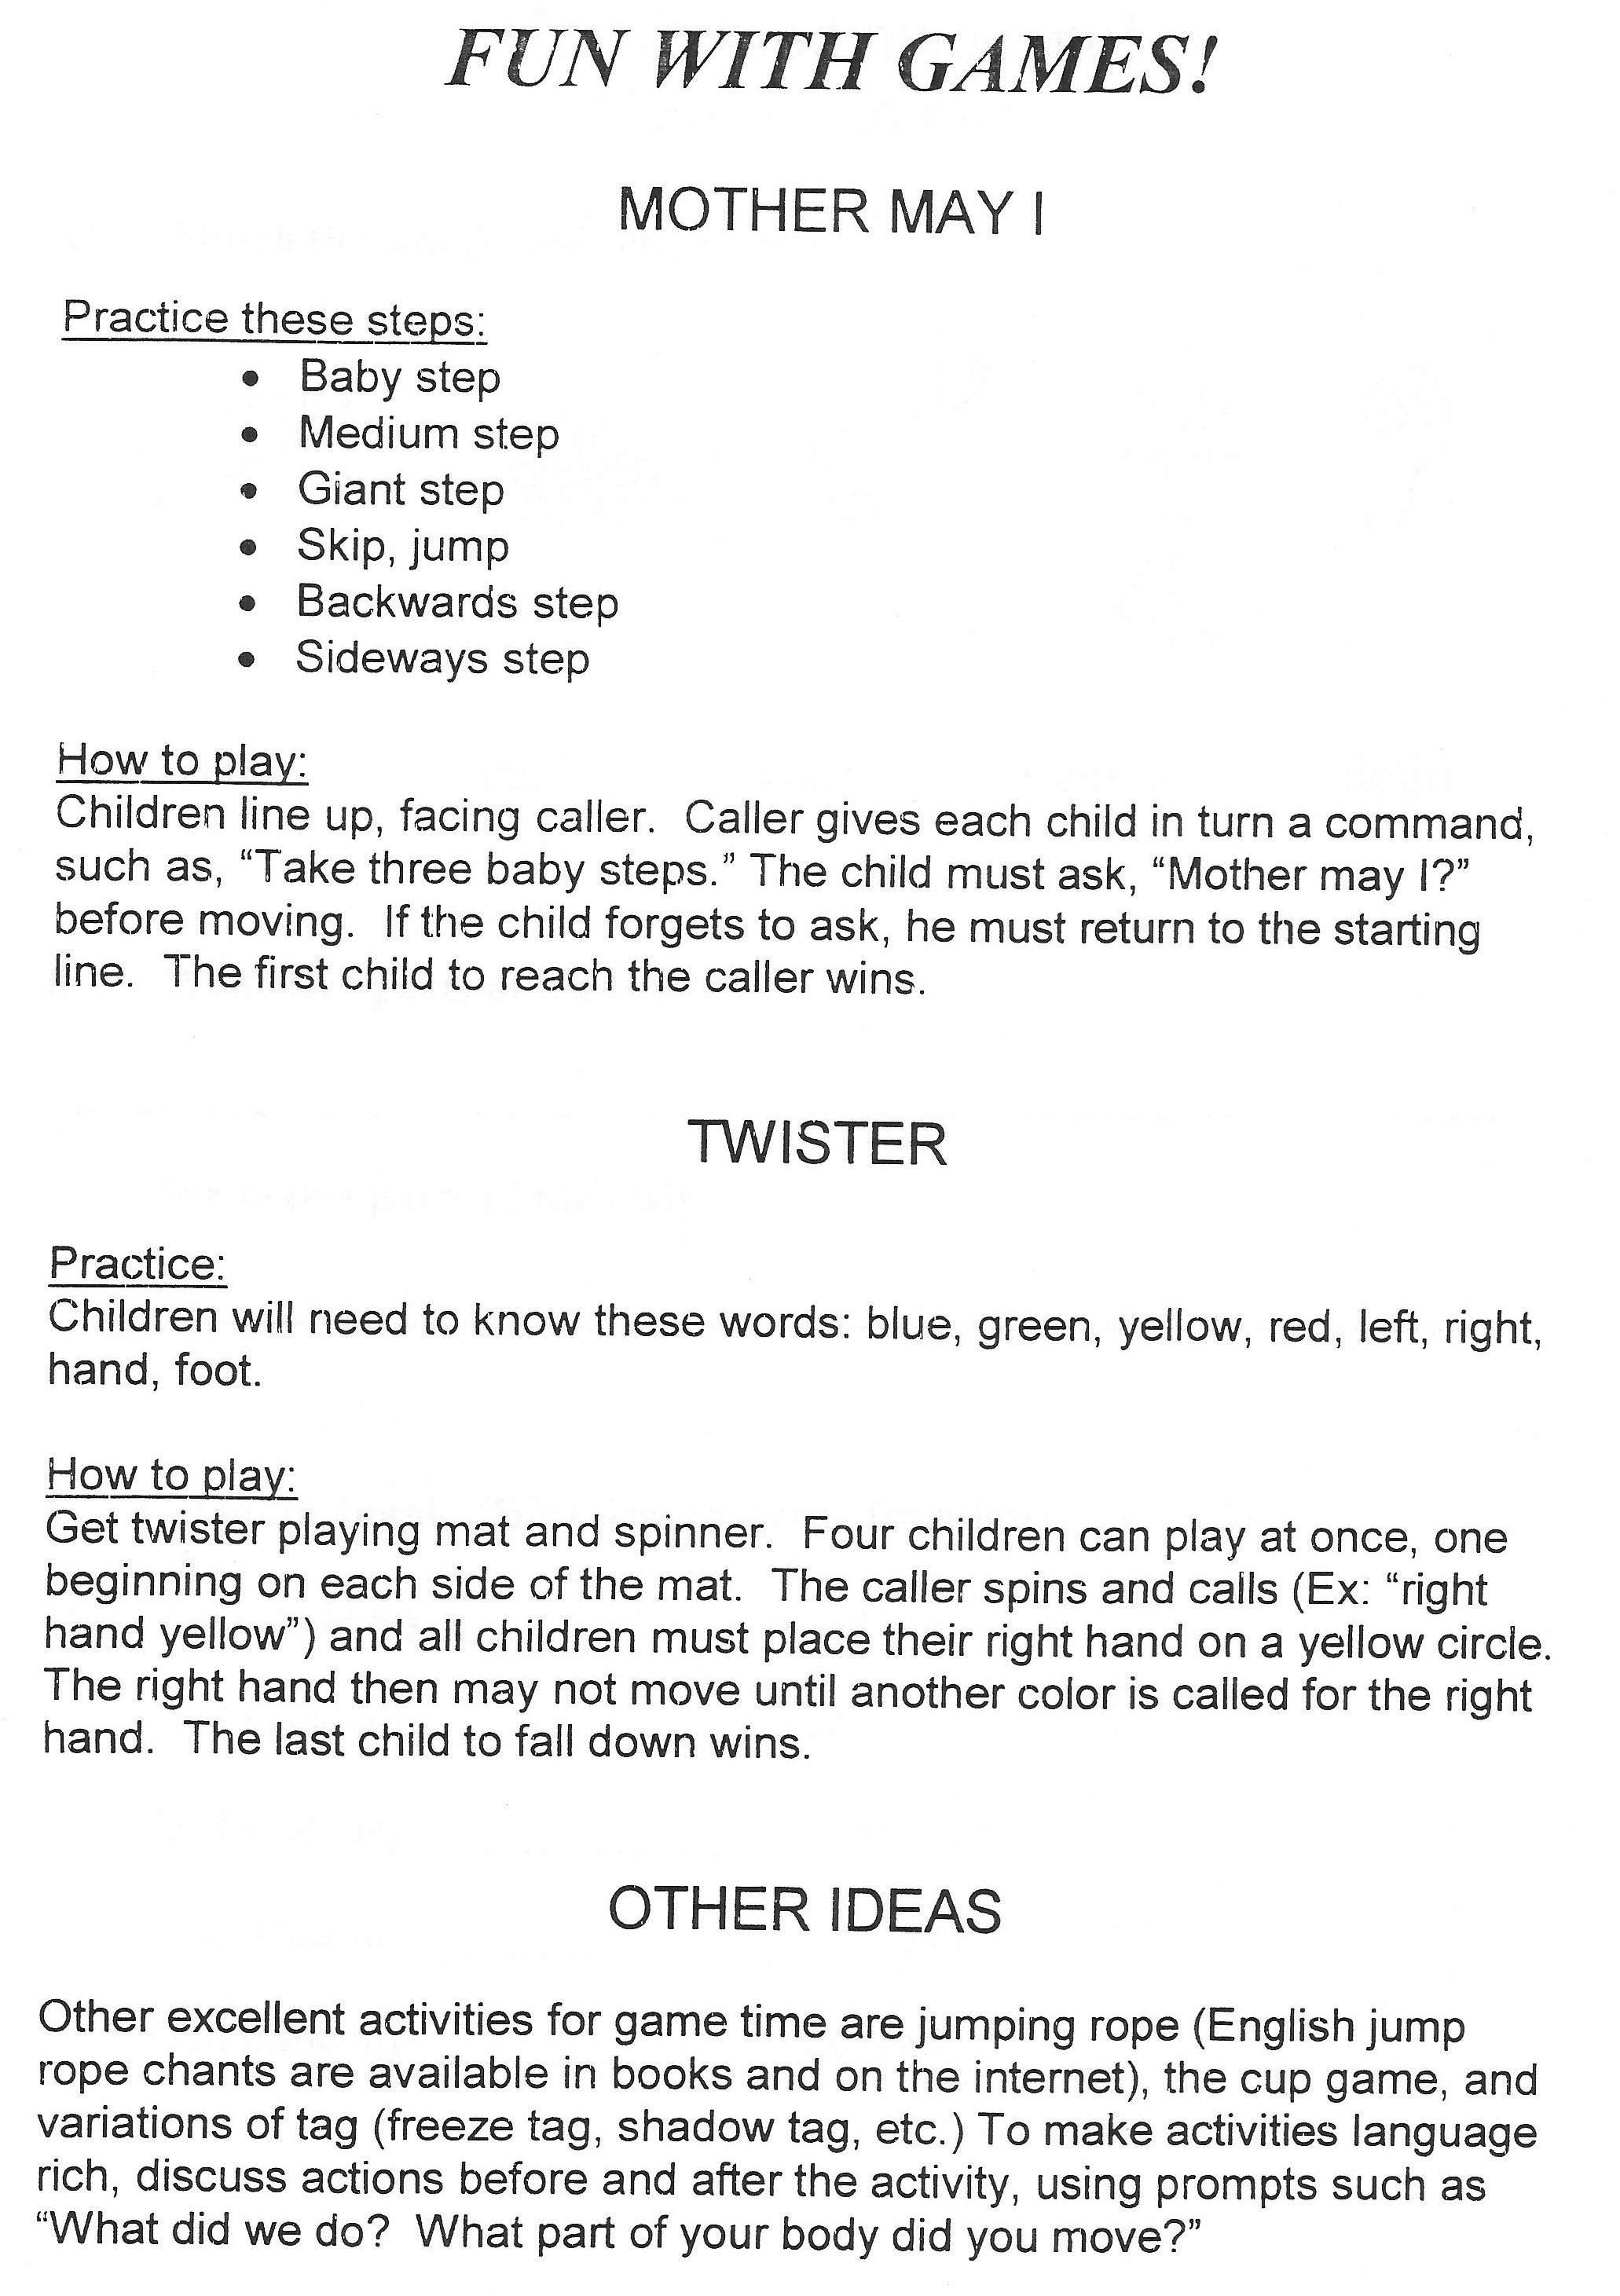 FUN WITH GAMES!
MOTHER MAY I
Practice these steps:
• Baby step
• Medium step
• Giant step
• Skip, jump
• Backwards step
• Sideways step
How to play:
Children line up, facing caller.  Caller gives each child in turn a command,
such as, “Take three baby steps.” The child must ask, “Mother may I?”
before moving.  If the child forgets to ask, he must return to the starting
line.  The first child to reach the caller wins.
TWISTER
Practice:
Children will need to know these words: blue, green, yellow, red, left, right,
hand, foot.
How to play:
Get twister playing mat and spinner.  Four children can play at once, one
beginning on each side of the mat.  The caller spins and calls (Ex: “right
hand yellow”) and all children must place their right hand on a yellow circle.
The right hand then may not move until another color is called for the right
hand.  The last child to fall down wins.
OTHER IDEAS
Other excellent activities for game time are jumping rope (English jump
rope chants are available in books and on the internet), the cup game, and
variations of tag (freeze tag, shadow tag, etc.) To make activities language
rich, discuss actions before and after the activity, using prompts such as
“What did we do?  What part of your body did you move?”